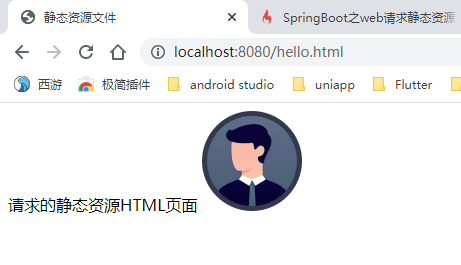 静态资源文件
SpringBoot之web请求静态资源
localhost:8080/hello.html
西游 极简插件 android studio uniapp Flutter
请求的静态资源HTML页面